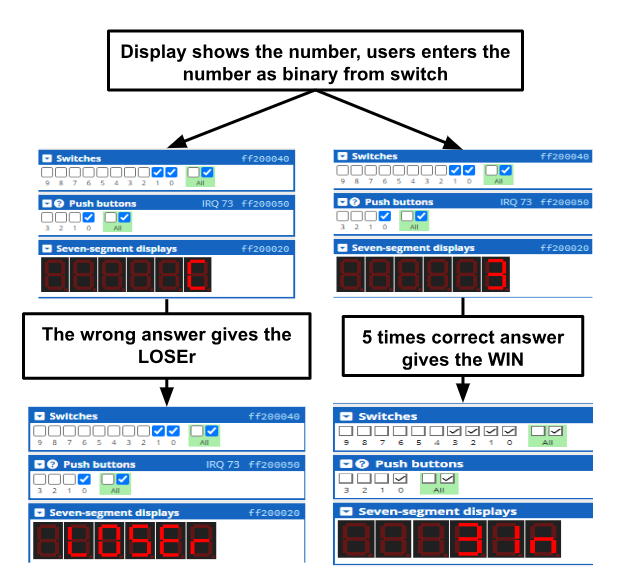 Display shows the number, users enters the
number as binary from switch
Switches ff200040
9 8 7 6 5 4 3 2 1 0 All
Push buttons IRQ 73 ff200050
3 2 1 0 All
Seven-segment displays ff200020
C
Switches ff200040
9 8 7 6 5 4 3 2 1 0 All
Push buttons IRQ 73 ff200050
3 2 1 0 All
Seven-segment displays ff200020
3
The wrong answer gives the
LOSEr
5 times correct answer
gives the WIN
Switches ff200040
9 8 7 6 5 4 3 2 1 0 All
Push buttons IRQ 73 ff200050
3 2 1 0 All
Seven-segment displays ff200020
LOSEr
Switches
9 8 7 6 5 4 3 2 1 0 All
Push buttons
3 2 1 0 All
Seven-segment displays
3In